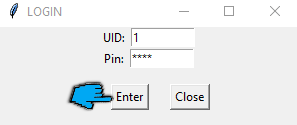 LOGIN
UID: 1
Pin: ****
Enter Close